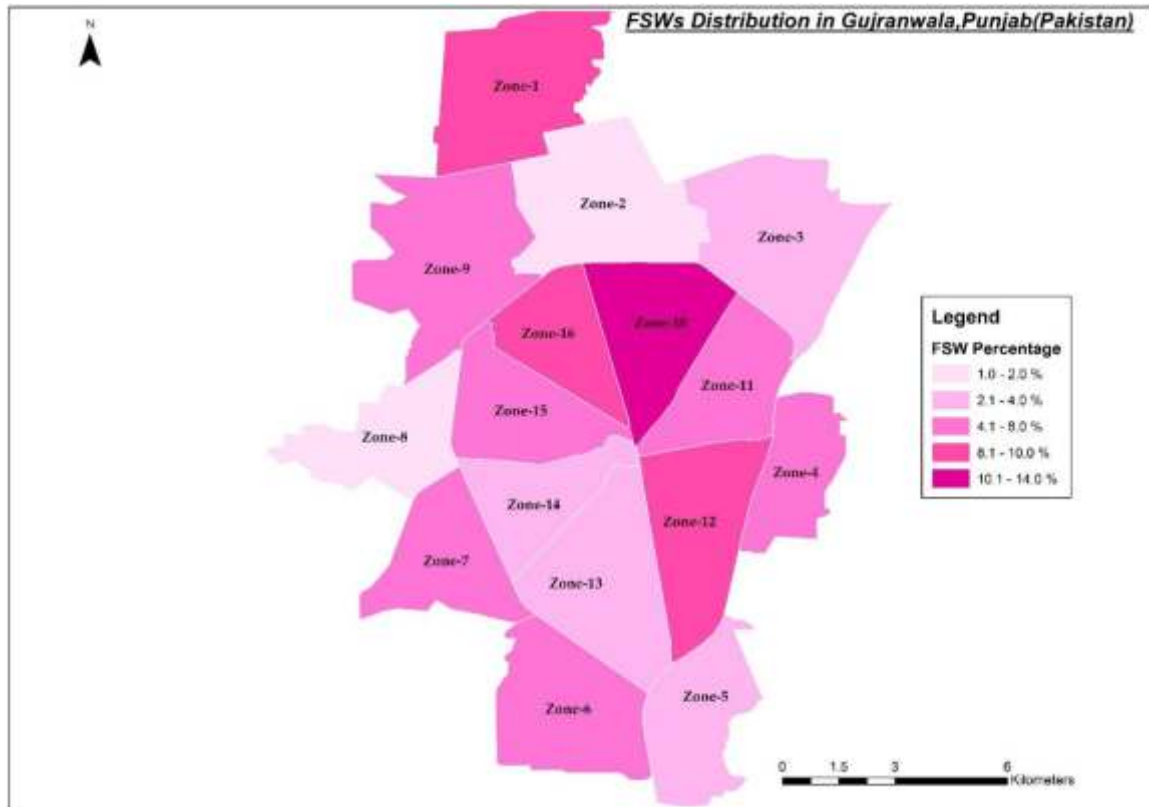 FSWs Distribution in Gujranwala,Punjab(Pakistan)
N
Zone-1
Zone-2
Zone-3
Zone-9
Zone-10
Zone-16
Zone-11
Zone-15
Zone-8
Zone-4
Zone-14
Zone-12
Zone-7
Zone-13
Zone-5
Zone-6
Legend
FSW Percentage
1.0 - 2.0 %
2.1 - 4.0 %
4.1 - 8.0 %
8.1 - 10.0 %
10.1 - 14.0 %
0 1.5 3 6
Kilometers